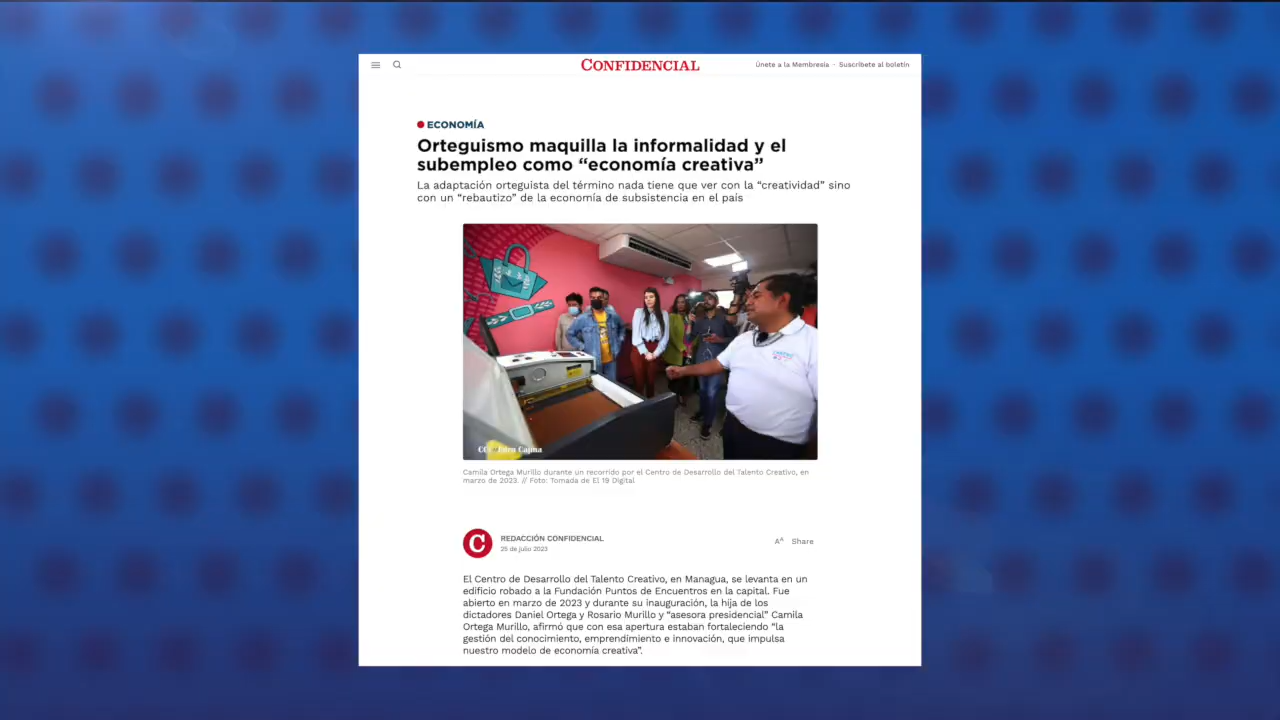 CONFIDENCIAL
Únete a la Membresía - Suscríbete al boletín
ECONOMÍA
Orteguismo maquilla la informalidad y el
subempleo como “economía creativa”
La adaptación orteguista del término nada tiene que ver con la “creatividad” sino
con un “rebautizo” de la economía de subsistencia en el país
Cajina
Camila Ortega Murillo durante un recorrido por el Centro de Desarrollo del Talento Creativo, en
marzo de 2023. // Foto: Tomada de El 19 Digital
C
REDACCIÓN CONFIDENCIAL
25 de julio 2023
AA Share
El Centro de Desarrollo del Talento Creativo, en Managua, se levanta en un
edificio robado a la Fundación Puntos de Encuentros en la capital. Fue
abierto en marzo de 2023 y durante su inauguración, la hija de los
dictadores Daniel Ortega y Rosario Murillo y “asesora presidencial” Camila
Ortega Murillo, afirmó que con esa apertura estaban fortaleciendo “la
gestión del conocimiento, emprendimiento e innovación, que impulsa
nuestro modelo de economía creativa”.